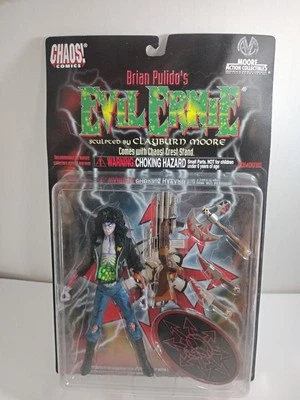 CHAOS!
COMICS
MOORE
ACTION COLLECTIBLES
Brian Pulido's
EVIL ERNIE
SCULPTED BY CLAYBURN MOORE
Comes with Chaos! Crest Stand.
WARNING: CHOKING HAZARD
Small Parts. NOT for children
under 5 years of age